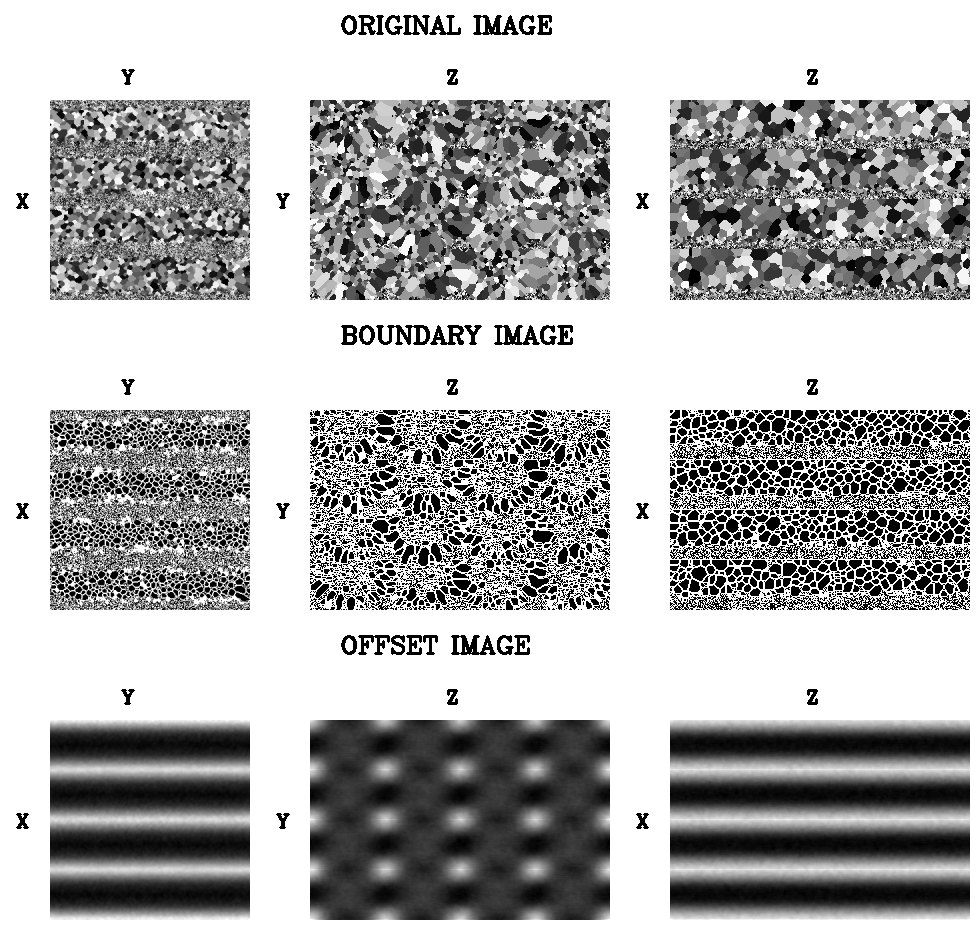 ORIGINAL IMAGE
Y Z Z
X Y X
BOUNDARY IMAGE
Y Z Z
X Y X
OFFSET IMAGE
Y Z Z
X Y X